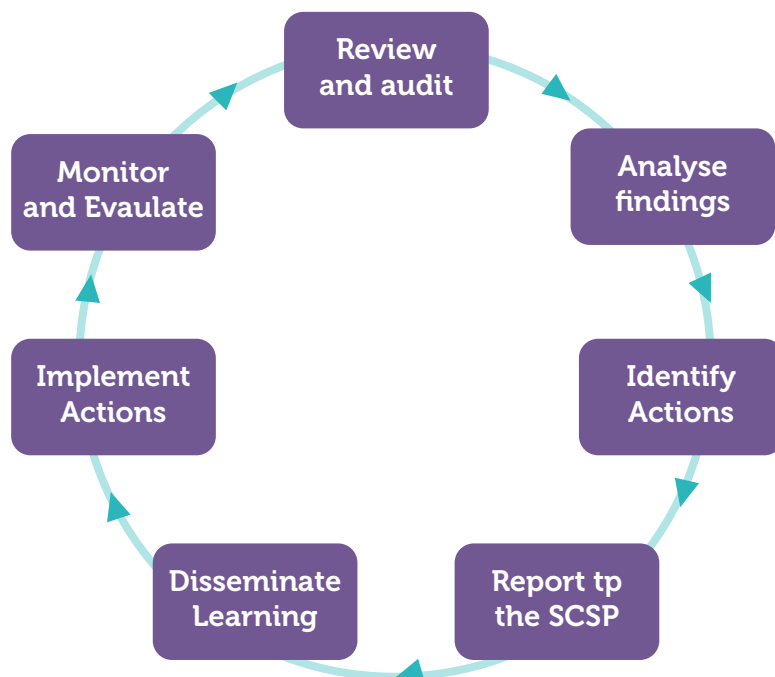 Review
and audit
Analyse
findings
Identify
Actions
Report tp
the SCSP
Disseminate
Learning
Implement
Actions
Monitor
and Evaulate